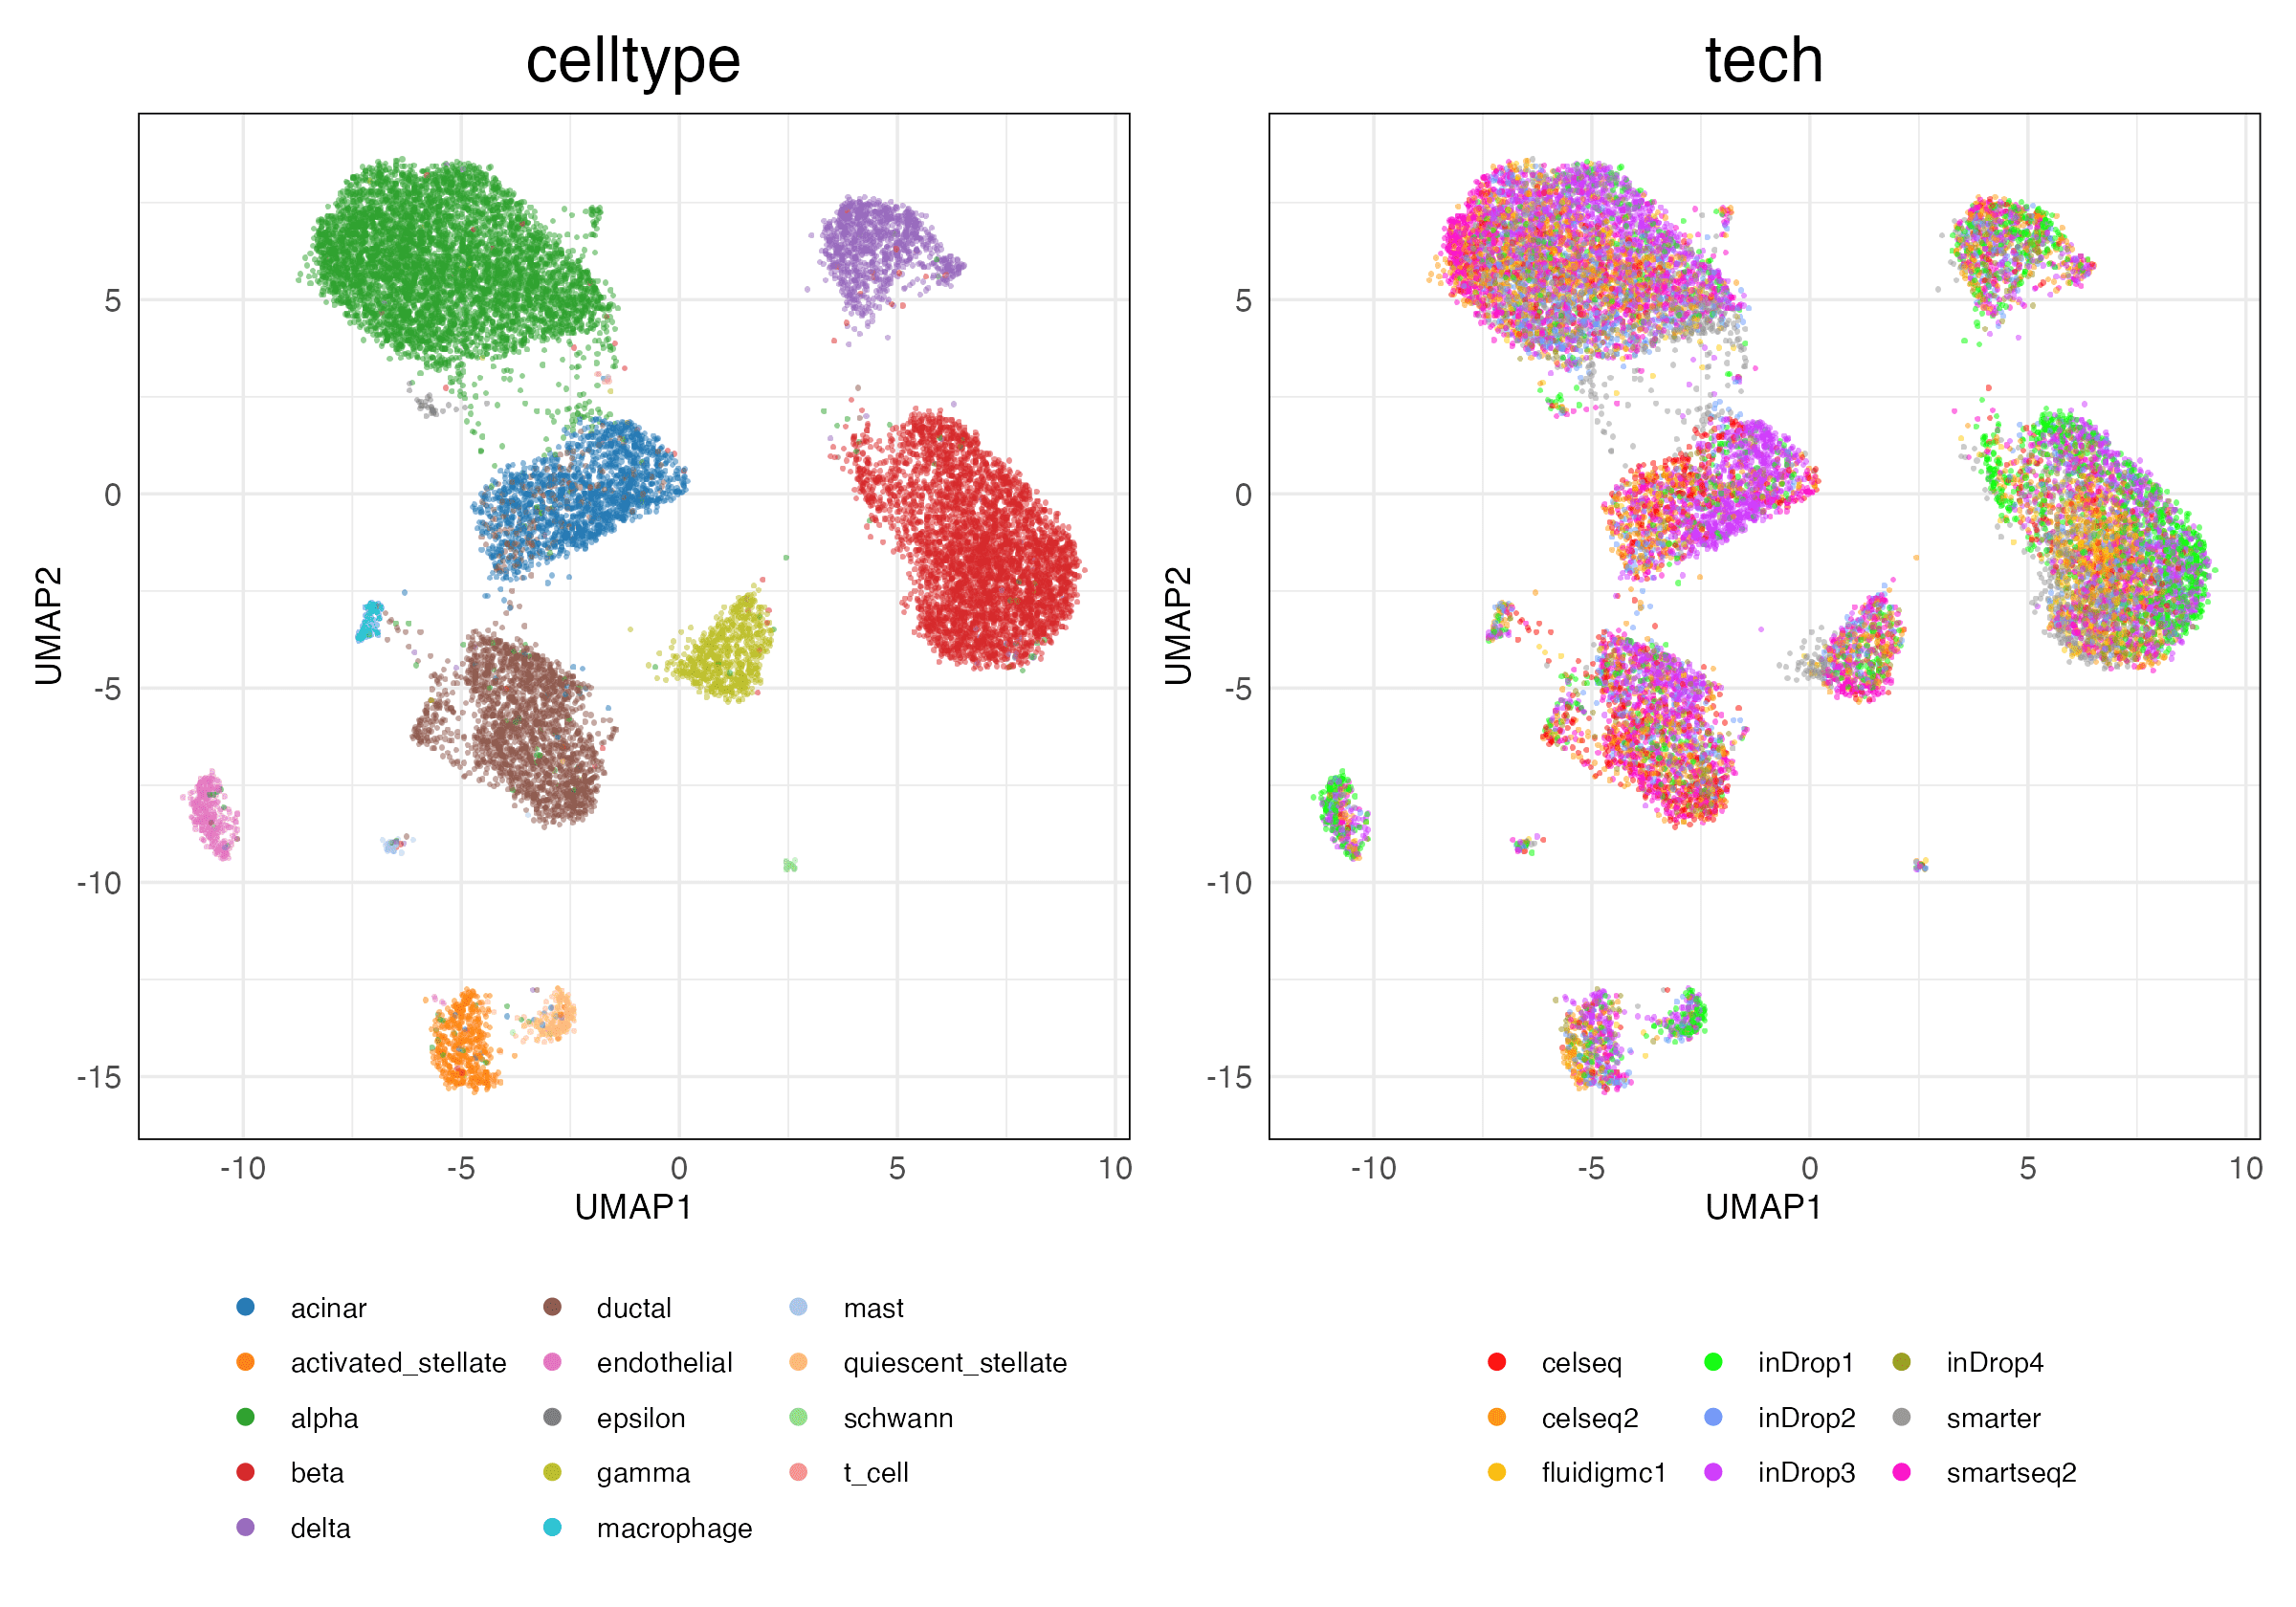 celltype
5
0
-5
-10
-15
UMAP2
-10 -5 0 5 10
UMAP1
acinar
activated_stellate
alpha
beta
delta
ductal
endothelial
epsilon
gamma
macrophage
mast
quiescent_stellate
schwann
t_cell
tech
5
0
-5
-10
-15
UMAP2
-10 -5 0 5 10
UMAP1
celseq
celseq2
fluidigmc1
inDrop1
inDrop2
inDrop3
inDrop4
smarter
smartseq2